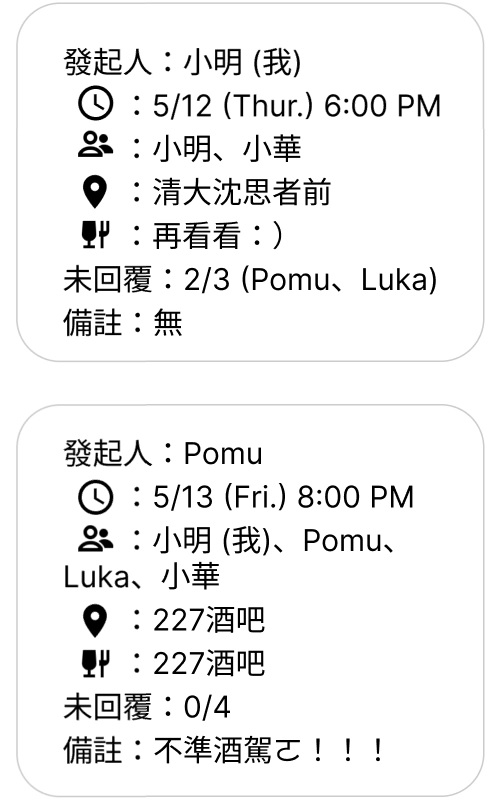 發起人：小明 (我)
：5/12 (Thur.) 6:00 PM
：小明、小華
：清大沈思者前
：再看看：）
未回覆：2/3 (Pomu、Luka)
備註：無
發起人：Pomu
：5/13 (Fri.) 8:00 PM
：小明 (我)、Pomu、
Luka、小華
：227酒吧
：227酒吧
未回覆：0/4
備註：不準酒駕ㄛ！！！